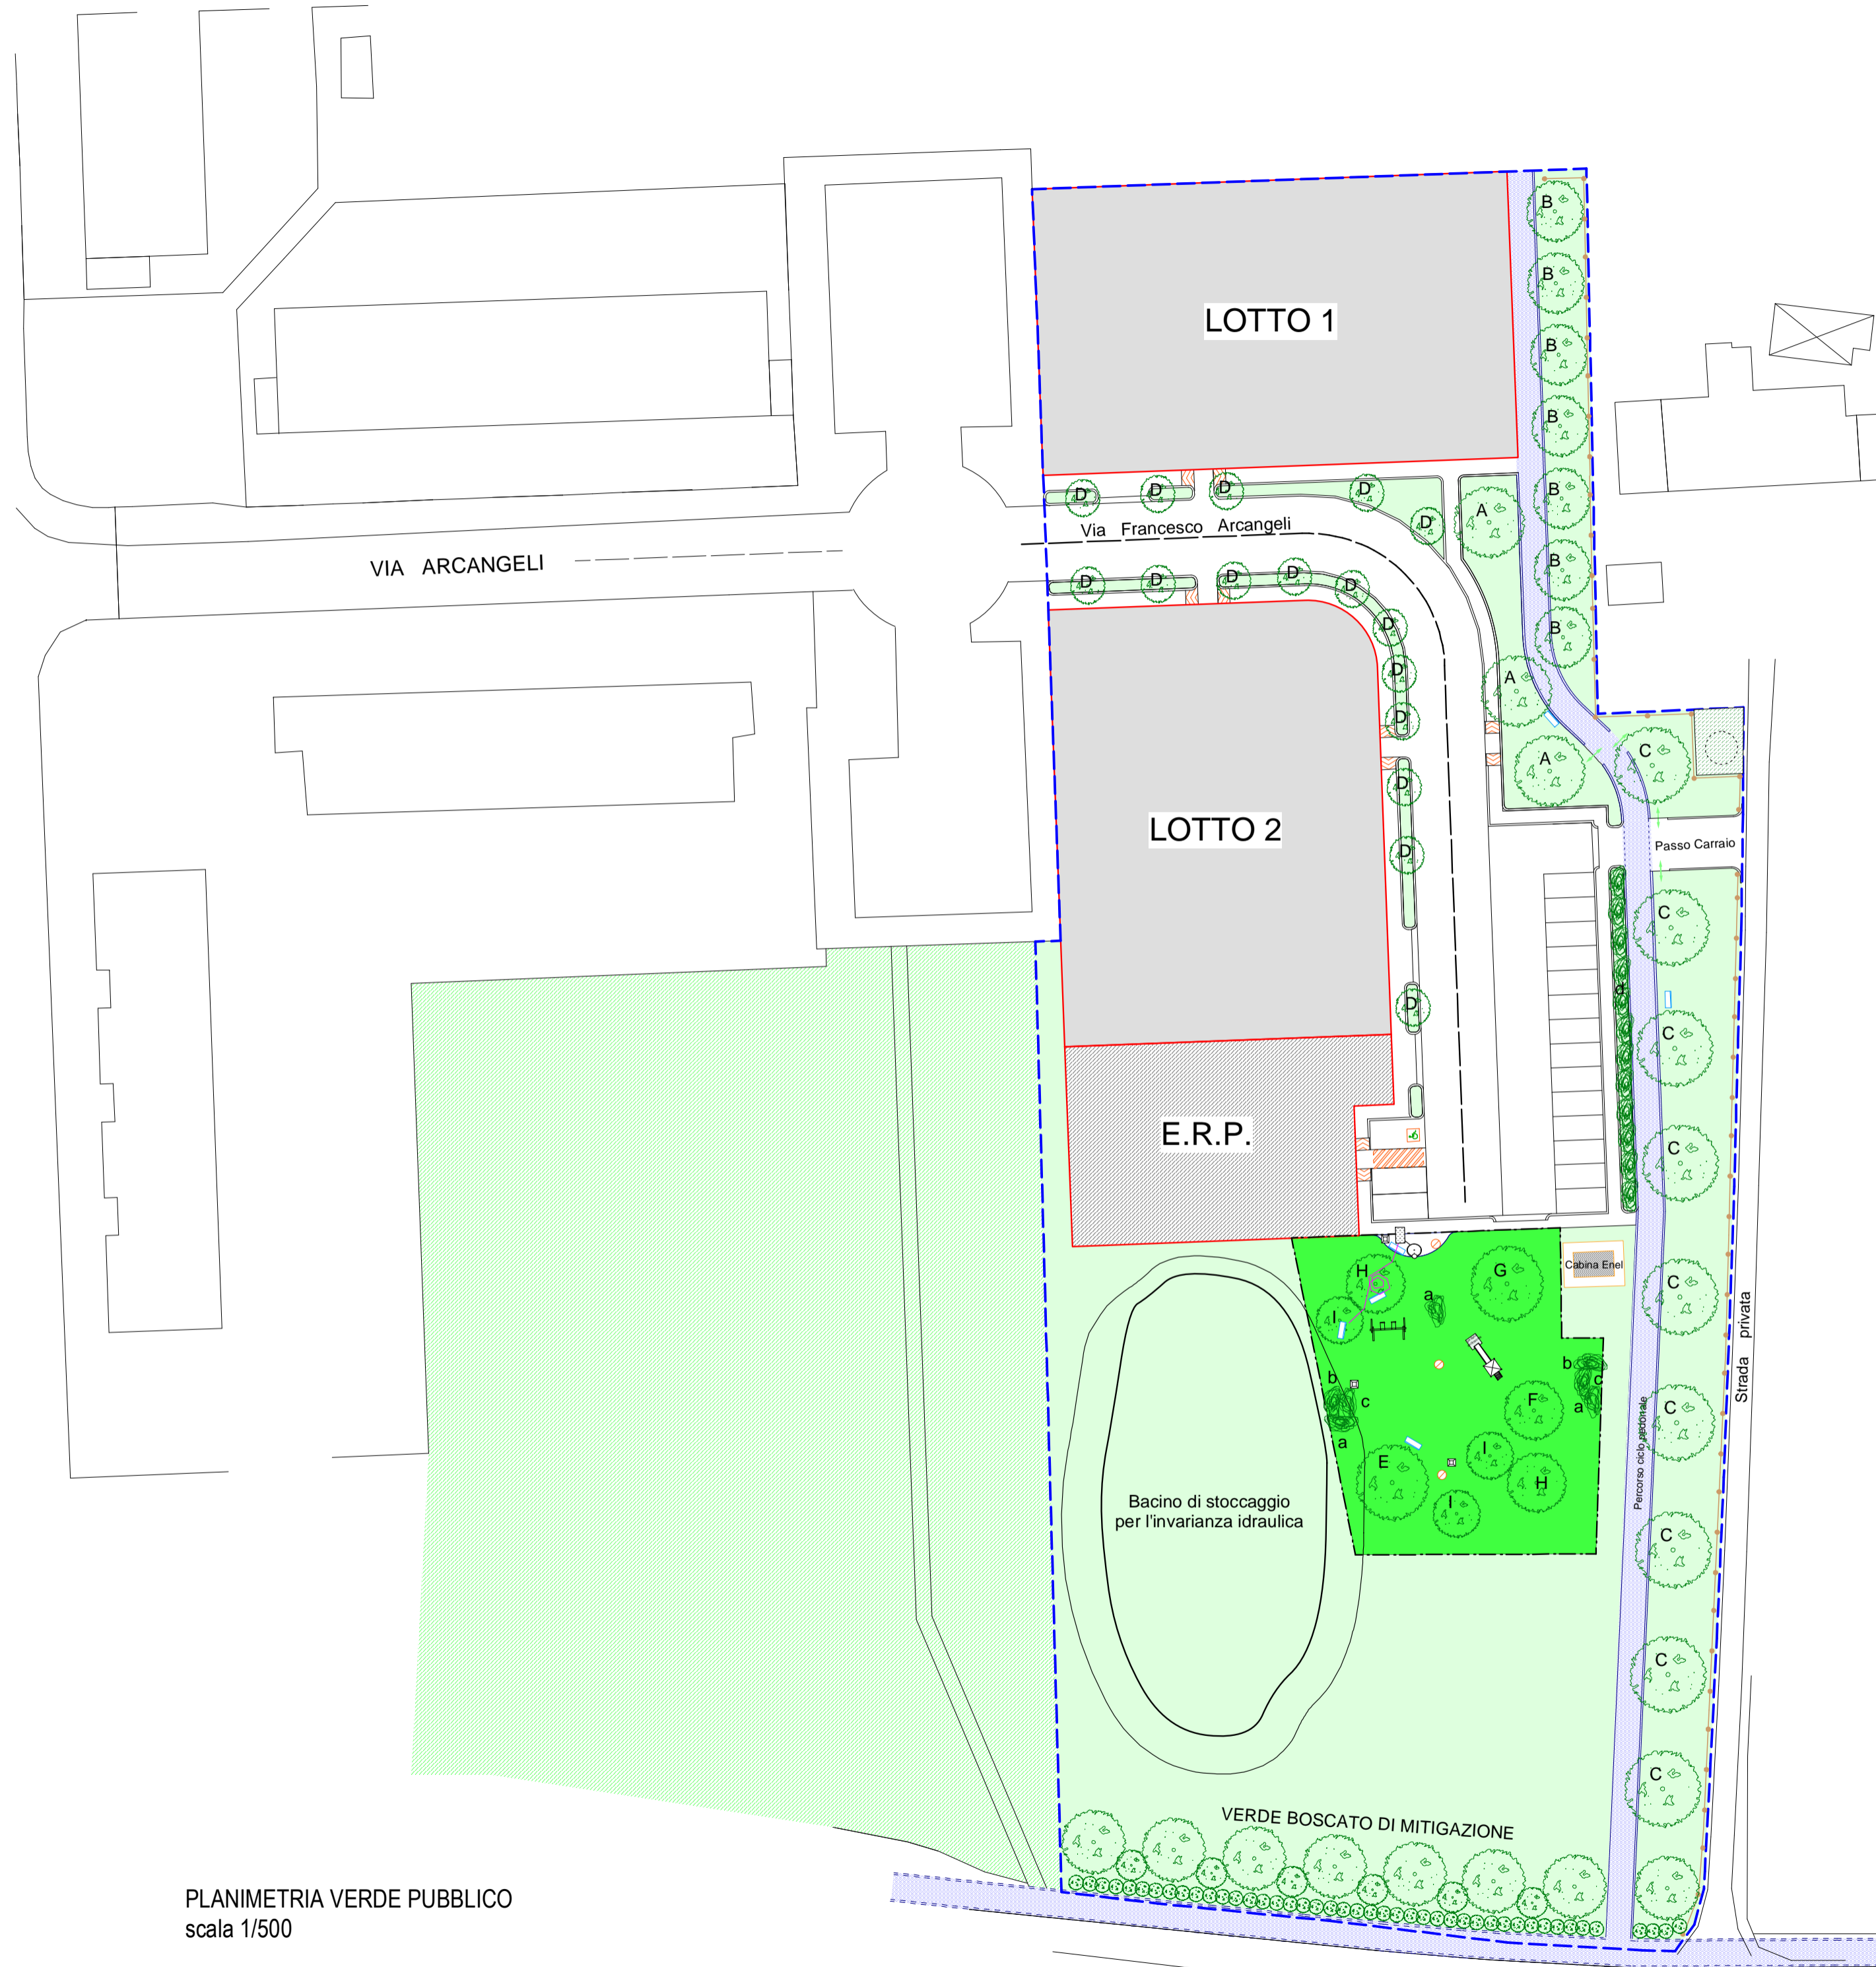 B
B
LOTTO 1
B
B
D
D
D
D
B
A
D
Via Francesco Arcangeli
VIA ARCANGELI
B
D
D
D
D
D
D
B
D
A
D
C
A
D
LOTTO 2
Passo Carraio
D
C
d
D
C
E.R.P.
C
Cabina Enel
H
G
C
a
I
Strada privata
b
b
c
c
F
a
C
a
Percorso ciclo pedonale
I
E
H
I
Bacino di stoccaggio
per l'invarianza idraulica
C
C
C
VERDE BOSCATO DI MITIGAZIONE
PLANIMETRIA VERDE PUBBLICO
scala 1/500